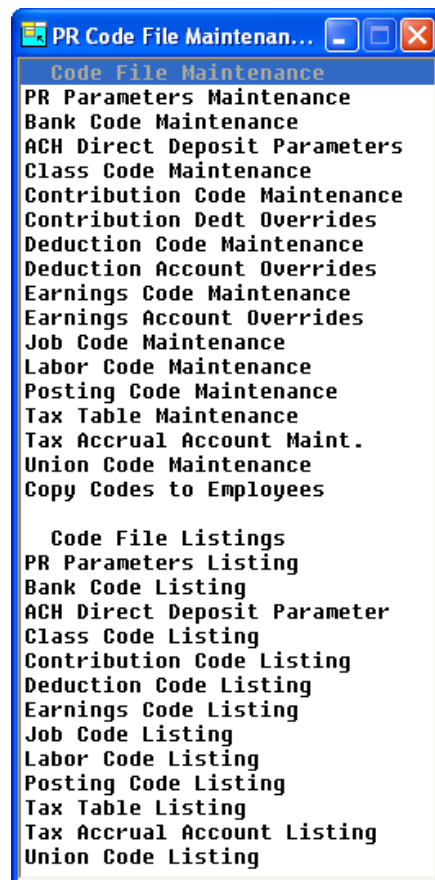 PR Code File Maintenan...
Code File Maintenance
PR Parameters Maintenance
Bank Code Maintenance
ACH Direct Deposit Parameters
Class Code Maintenance
Contribution Code Maintenance
Contribution Dedt Overrides
Deduction Code Maintenance
Deduction Account Overrides
Earnings Code Maintenance
Earnings Account Overrides
Job Code Maintenance
Labor Code Maintenance
Posting Code Maintenance
Tax Table Maintenance
Tax Accrual Account Maint.
Union Code Maintenance
Copy Codes to Employees
Code File Listings
PR Parameters Listing
Bank Code Listing
ACH Direct Deposit Parameter
Class Code Listing
Contribution Code Listing
Deduction Code Listing
Earnings Code Listing
Job Code Listing
Labor Code Listing
Posting Code Listing
Tax Table Listing
Tax Accrual Account Listing
Union Code Listing